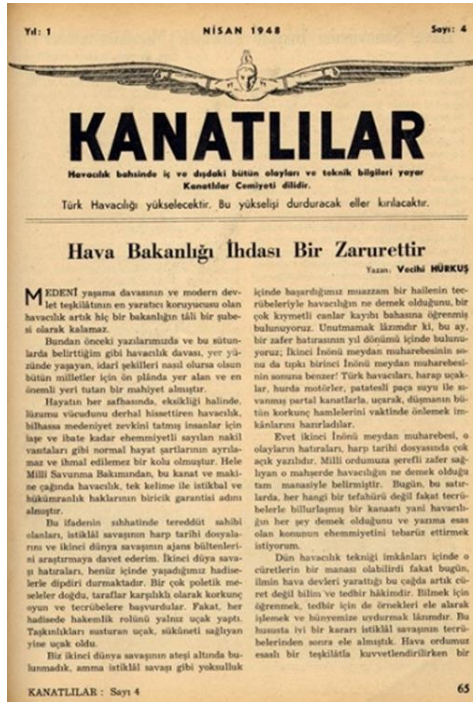 Yıl: 1
NİSAN 1948
Sayı: 4
KANATLILAR
Havacılık bahsinde iç ve dışdaki bütün olayları ve teknik bilgileri yayar
Kanatlılar Cemiyeti dilidir.
Türk Havacılığı yükselecektir. Bu yükselişi durduracak eller kırılacaktır.
Hava Bakanlığı İhdası Bir Zarurettir
Yazan: Vecihi HÜRKUŞ
MEDENİ yaşama davasının ve modern dev-
let teşkilâtının en yaratıcı koruyucusu olan
havacılık artık hiç bir bakanlığın tâli bir şube-
si olarak kalamaz.
Bundan önceki yazılarımızda ve bu sütun-
larda belirttiğim gibi havacılık davası, yer yü-
zünde yaşayan, idari şekilleri nasıl olursa olsun
bütün milletler için ön plânda yer alan ve en
önemli yeri tutan bir mahiyet almıştır.
Hayatın her safhasında, eksikliği halinde,
lüzumu vücudunu derhal hissettiren havacılık,
bilhassa medeniyet zevkini tatmış insanlar için
iaşe ve ibate kadar ehemmiyetli sayılan nakil
vasıtaları gibi normal hayat şartlarının ayrıla-
maz ve ihmal edilemez bir kolu olmuştur. Hele
Milli Savunma Bakımından, bu kanat ve maki-
ne çağında havacılık, tek kelime ile istikbal ve
hükümranlık haklarının biricik garantisi adını
almıştır.
Bu ifadenin sıhhatinde tereddüt sahibi
olanları, istiklâl savaşının harp tarihi dosyala-
rını ve ikinci dünya savaşının ajans bültenleri-
ni araştırmaya davet ederim. İkinci düya sava-
şı hatıraları, henüz içinde yaşadığımız hadise-
lerle dipdiri durmaktadır. Bir çok poletik me-
seleler doğdu, taraflar karşılıklı olarak korkunç
oyun ve tecrübelere başvurdular. Fakat, her
hadisede hakemlik rolünü yalnız uçak yaptı.
Taşkınlıkları susturan uçak, sükûneti sağlıyan
yine uçak oldu.
Biz ikinci dünya savaşının ateşi altında bu-
lunmadık, amma istiklâl savaşı gibi yoksulluk
içinde başardığımız muazzam bir hailenin tec-
rübeleriyle havacılığın ne demek olduğunu, bir
çok kıymetli canlar kayıbı bahasına öğrenmiş
bulunuyoruz. Unutmamak lâzımdır ki, bu ay,
bir zafer hatırasının yıl dönümü içinde bulunu-
yoruz; İkinci İnönü meydan muharebesinin so-
nu da tıpkı birinci İnönü meydan muharebesi-
nin sonuna benzer! Türk havacıları, harap uçak-
lar, hurda motörler, patatesli paça suyu ile sı-
vanmış partal kanatlarla, uçarak, düşmanın bü-
tün korkunç hamlelerini vaktinde önlemek im-
kânlarını hazırladılar.
Evet ikinci İnönü meydan muharebesi, o
olayların hatıraları, harp tarihi dosyasında çok
açık yazılıdır. Milli ordumuza şerefli zafer sağ-
lıyan o mahşerde havacılığın ne demek olduğu
tam manasiyle belirmiştir. Bugün, bu satır-
larda, her hangi bir tefahürü değil fakat tecrü-
belerle billurlaşmış bir kanaatı yani havacılı-
ğın her şey demek olduğunu ve yazıma esas
olan konunun ehemmiyetini tebarüz ettirmek
istiyorum.
Dün havacılık tekniği imkânları içinde o
cüretlerin bir manası olabilirdi fakat bugün,
ilmin hava devleri yarattığı bu çağda artık cü-
ret değil bilim ve tedbir hâkimdir. Bilmek için
öğrenmek, tedbir için de örnekleri ele alarak
işlemek ve bünyemize uydurmak lâzımdır. Bu
hususta ivi bir kararı istiklâl savaşının tecrü-
belerinden sonra ele almıştık. Hava ordumuz
esaslı bir teşkilâtla kuvvetlendirilirken bir
KANATLILAR : Sayı 4
65